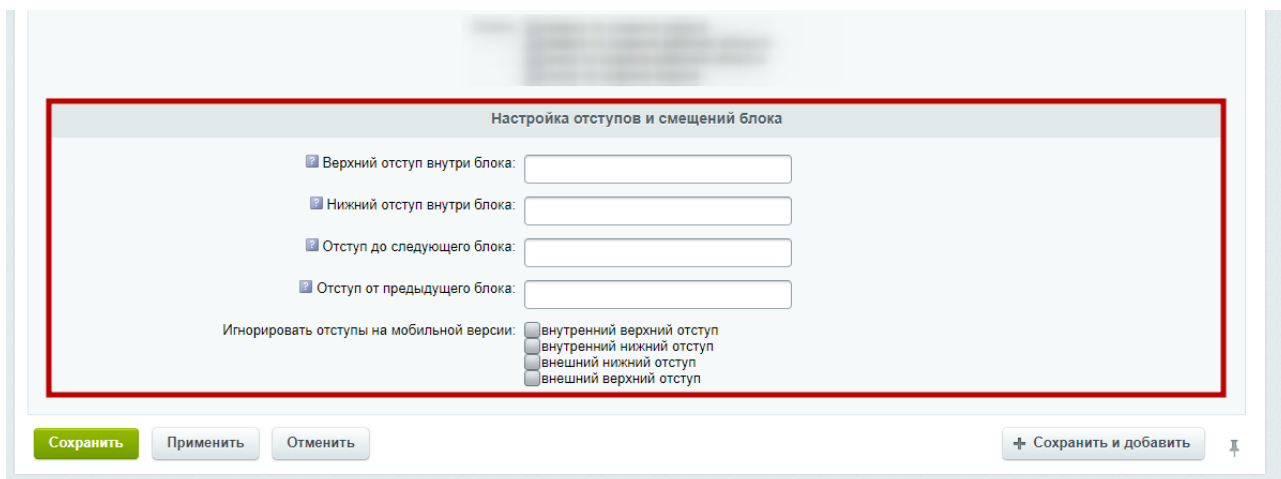 Настройка отступов и смещений блока
Верхний отступ внутри блока:
Нижний отступ внутри блока:
Отступ до следующего блока:
Отступ от предыдущего блока:
Игнорировать отступы на мобильной версии: внутренний верхний отступ
внутренний нижний отступ
внешний нижний отступ
внешний верхний отступ
Сохранить Применить Отменить Сохранить и добавить